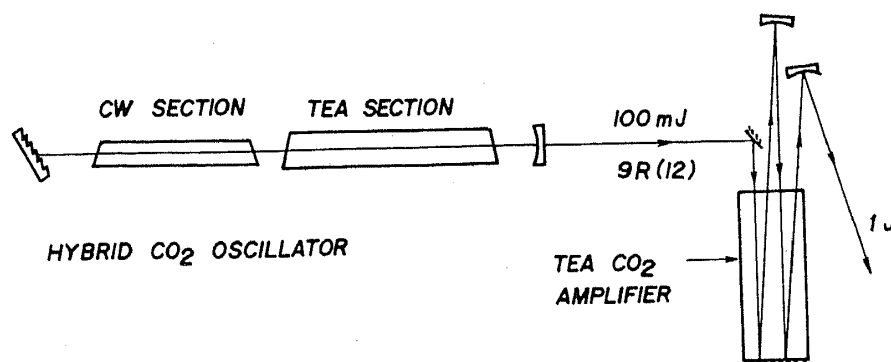 CW SECTION
TEA SECTION
100 mJ
9R (12)
HYBRID CO₂ OSCILLATOR
TEA CO₂
AMPLIFIER
1 J